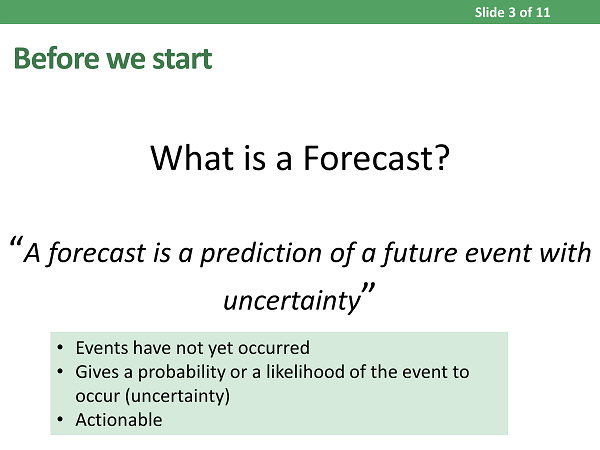 Slide 3 of 11
Before we start
What is a Forecast?
“A forecast is a prediction of a future event with
uncertainty”
• Events have not yet occurred
• Gives a probability or a likelihood of the event to
occur (uncertainty)
• Actionable